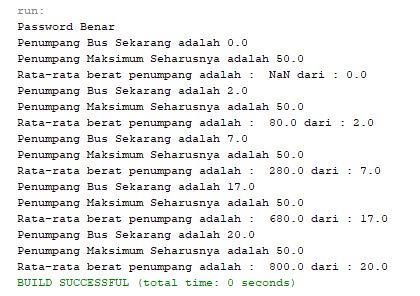 run:
Password Benar
Penumpang Bus Sekarang adalah 0.0
Penumpang Maksimum Seharusnya adalah 50.0
Rata-rata berat penumpang adalah :  NaN dari : 0.0
Penumpang Bus Sekarang adalah 2.0
Penumpang Maksimum Seharusnya adalah 50.0
Rata-rata berat penumpang adalah :  80.0 dari : 2.0
Penumpang Bus Sekarang adalah 7.0
Penumpang Maksimum Seharusnya adalah 50.0
Rata-rata berat penumpang adalah :  280.0 dari : 7.0
Penumpang Bus Sekarang adalah 17.0
Penumpang Maksimum Seharusnya adalah 50.0
Rata-rata berat penumpang adalah :  680.0 dari : 17.0
Penumpang Bus Sekarang adalah 20.0
Penumpang Maksimum Seharusnya adalah 50.0
Rata-rata berat penumpang adalah :  800.0 dari : 20.0
BUILD SUCCESSFUL (total time: 0 seconds)